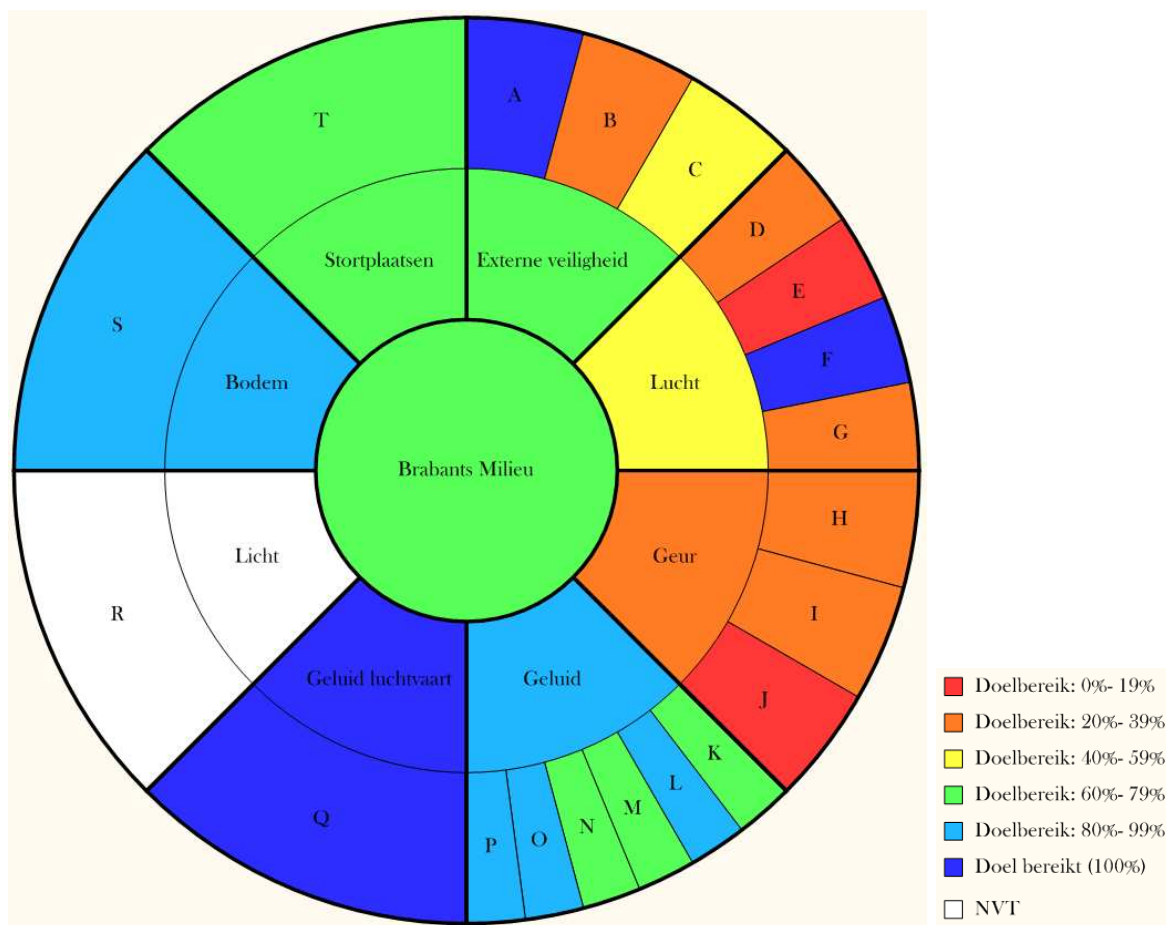 T
A
B
C
D
E
F
G
H
I
J
K
L
M
N
O
P
Q
R
S
Stortplaatsen
Externe veiligheid
Lucht
Geur
Geluid
Geluid luchtvaart
Licht
Bodem
Brabants Milieu
Doelbereik: 0%- 19%
Doelbereik: 20%- 39%
Doelbereik: 40%- 59%
Doelbereik: 60%- 79%
Doelbereik: 80%- 99%
Doel bereikt (100%)
NVT